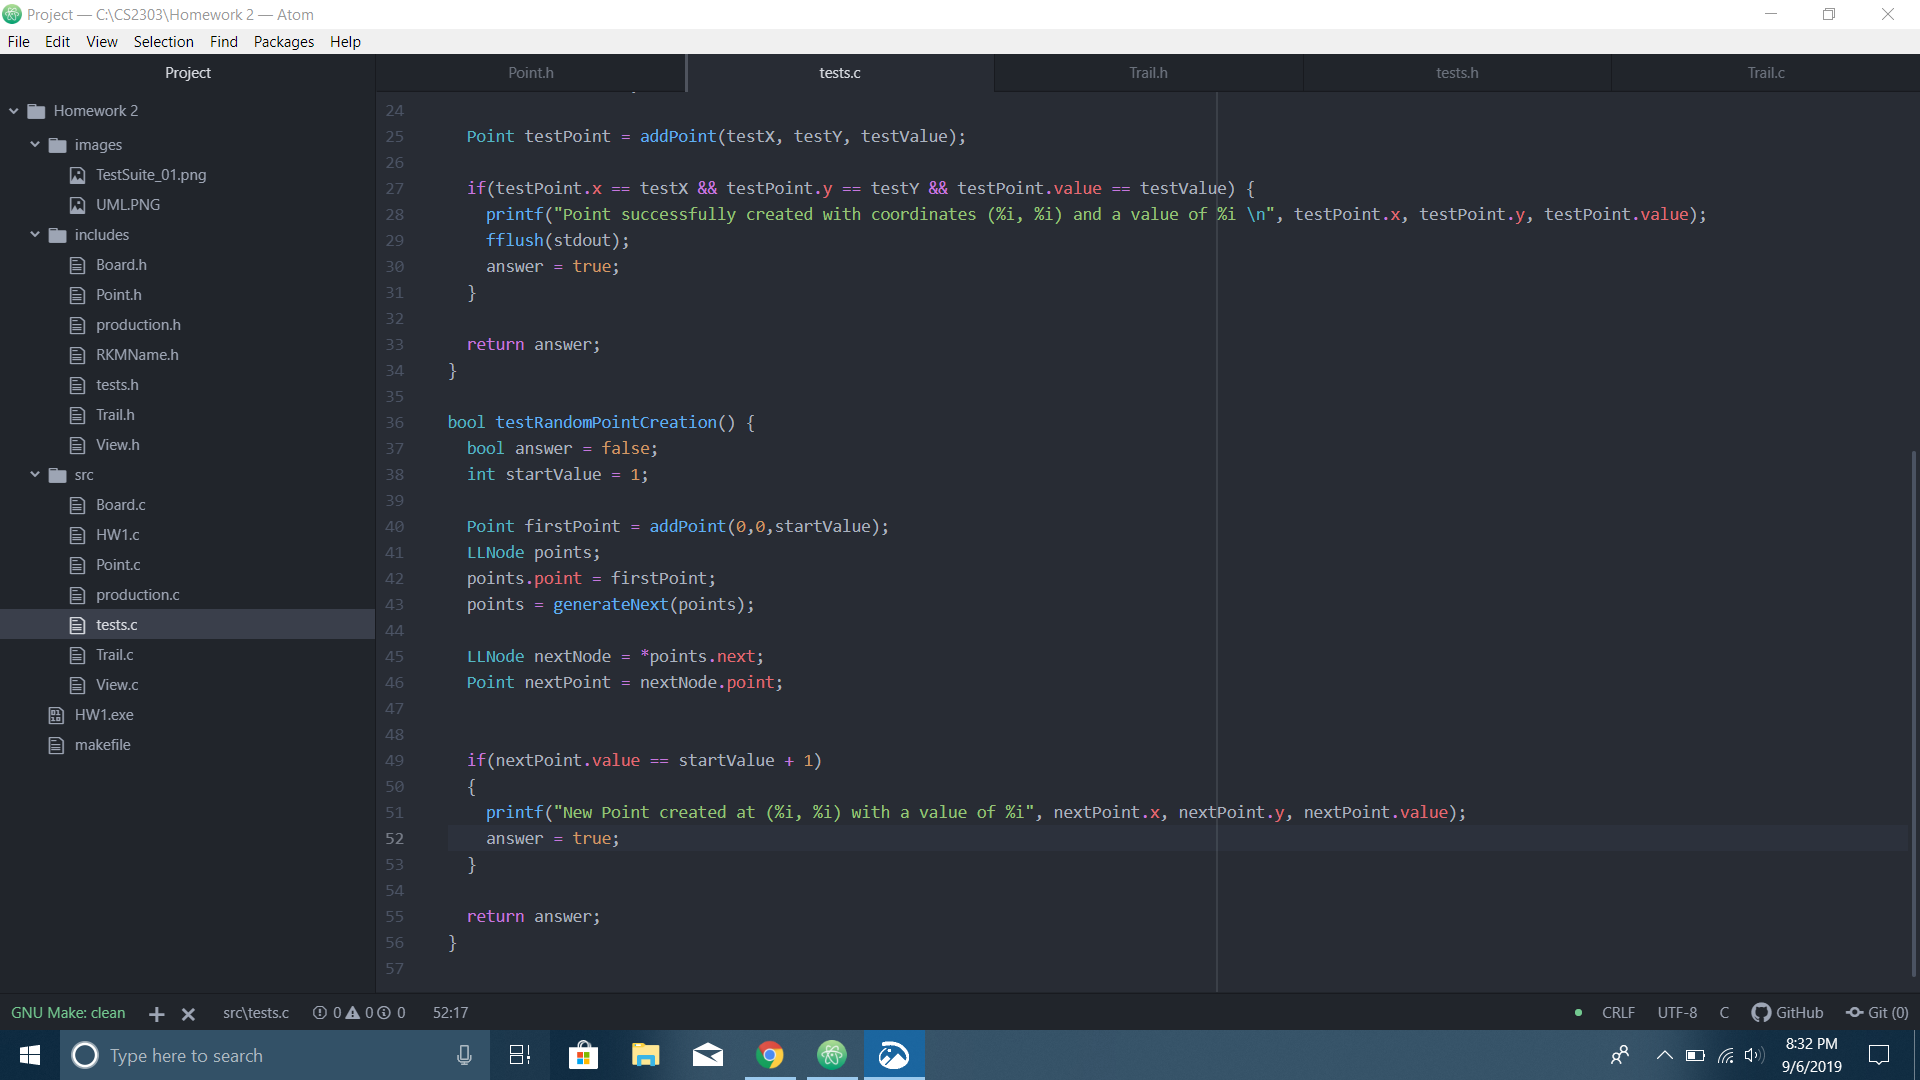 Project — C:\CS2303\Homework 2 — Atom
File Edit View Selection Find Packages Help
Project
Point.h tests.c Trail.h tests.h Trail.c
Homework 2
images
TestSuite_01.png
UML.PNG
includes
Board.h
Point.h
production.h
RKMName.h
tests.h
Trail.h
View.h
src
Board.c
HW1.c
Point.c
production.c
tests.c
Trail.c
View.c
HW1.exe
makefile
24
25 Point testPoint = addPoint(testX, testY, testValue);
26
27 if(testPoint.x == testX && testPoint.y == testY && testPoint.value == testValue) {
28 printf("Point successfully created with coordinates (%i, %i) and a value of %i \n", testPoint.x, testPoint.y, testPoint.value);
29 fflush(stdout);
30 answer = true;
31 }
32
33 return answer;
34 }
35
36 bool testRandomPointCreation() {
37 bool answer = false;
38 int startValue = 1;
39
40 Point firstPoint = addPoint(0,0,startValue);
41 LLNode points;
42 points.point = firstPoint;
43 points = generateNext(points);
44
45 LLNode nextNode = *points.next;
46 Point nextPoint = nextNode.point;
47
48
49 if(nextPoint.value == startValue + 1)
50 {
51 printf("New Point created at (%i, %i) with a value of %i", nextPoint.x, nextPoint.y, nextPoint.value);
52 answer = true;
53 }
54
55 return answer;
56 }
57
GNU Make: clean src\tests.c 0 0 0 52:17 CRLF UTF-8 C GitHub Git (0)
Type here to search
8:32 PM
9/6/2019